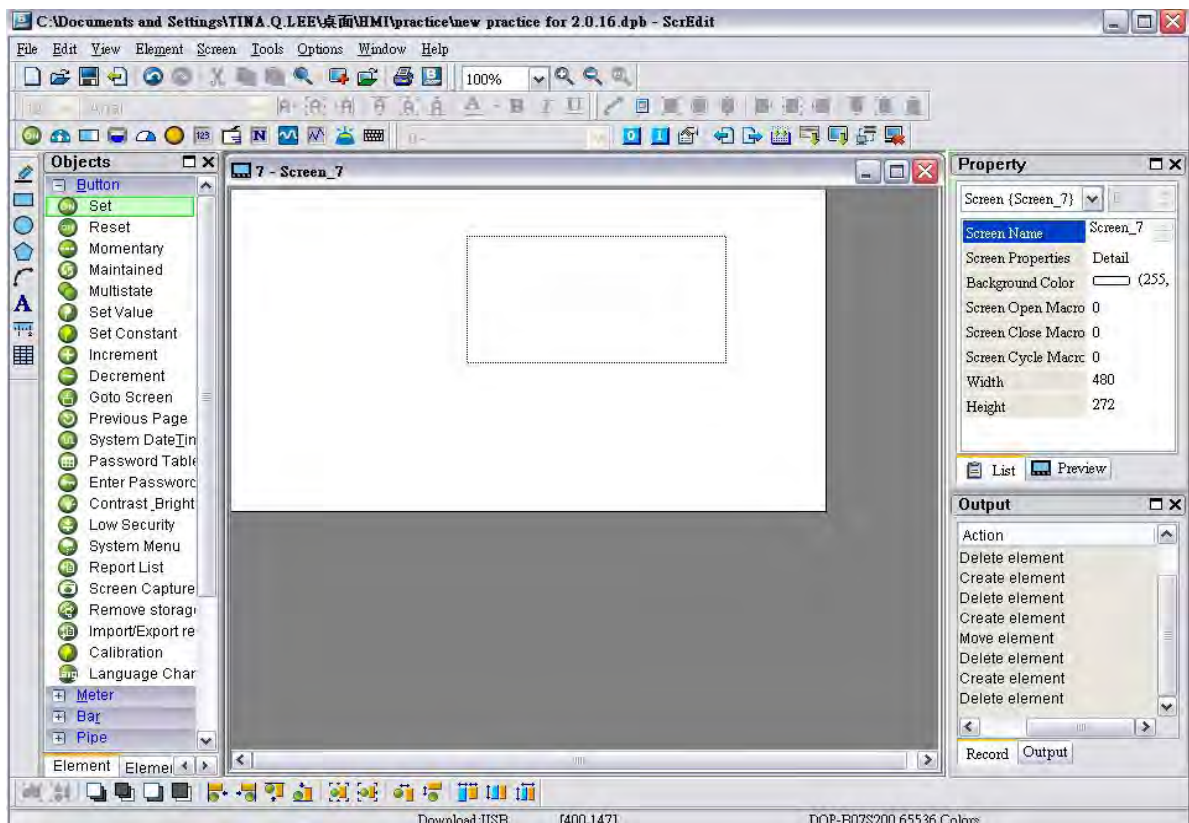 C:\Documents and Settings\TINA.Q.LEE\桌面\HMI\practice\new practice for 2.0.16.dpb - ScrEdit
File Edit View Element Screen Tools Options Window Help
100%
Arial
Objects
Button
Set
Reset
Momentary
Maintained
Multistate
Set Value
Set Constant
Increment
Decrement
Goto Screen
Previous Page
System DateTin
Password Table
Enter Passworc
Contrast_Bright
Low Security
System Menu
Report List
Screen Capture
Remove storag
Import/Export re
Calibration
Language Char
Meter
Bar
Pipe
Element Elemei
7 - Screen_7
Property
Screen {Screen_7}
Screen Name Screen_7
Screen Properties Detail
Background Color (255,
Screen Open Macro 0
Screen Close Macro 0
Screen Cycle Macrc 0
Width 480
Height 272
List Preview
Output
Action
Delete element
Create element
Delete element
Create element
Move element
Delete element
Create element
Delete element
Record Output
Download:USB [400,147] DOP-B07S200 65536 Colors